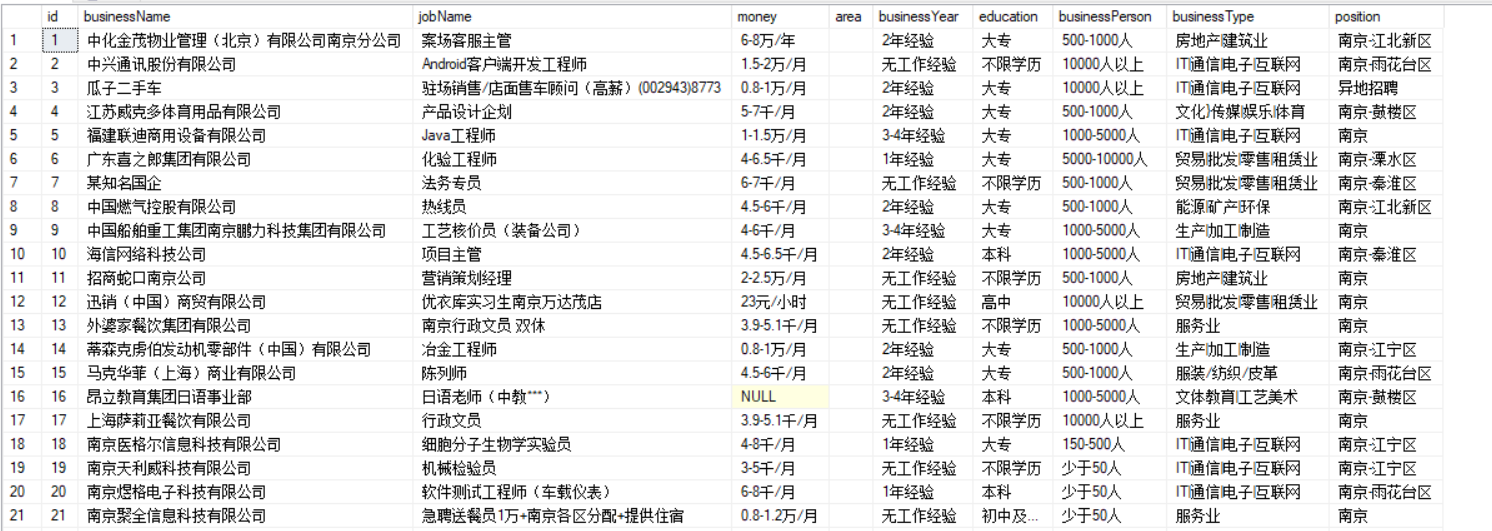 id businessName jobName money area businessYear education businessPerson businessType position
1 1 中化金茂物业管理（北京）有限公司南京分公司 案场客服主管 6-8万/年 2年经验 大专 500-1000人 房地产|建筑业 南京-江北新区
2 2 中兴通讯股份有限公司 Android客户端开发工程师 1.5-2万/月 无工作经验 不限学历 10000人以上 IT|通信|电子|互联网 南京-雨花台区
3 3 瓜子二手车 驻场销售/店面售车顾问（高薪）(002943)8773 0.8-1万/月 2年经验 大专 10000人以上 IT|通信|电子|互联网 异地招聘
4 4 江苏威克多体育用品有限公司 产品设计企划 5-7千/月 2年经验 大专 500-1000人 文化|传媒|娱乐|体育 南京-鼓楼区
5 5 福建联迪商用设备有限公司 Java工程师 1-1.5万/月 3-4年经验 大专 1000-5000人 IT|通信|电子|互联网 南京
6 6 广东喜之郎集团有限公司 化验工程师 4-6.5千/月 1年经验 大专 5000-10000人 贸易|批发|零售|租赁业 南京-溧水区
7 7 某知名国企 法务专员 6-7千/月 无工作经验 不限学历 500-1000人 贸易|批发|零售|租赁业 南京-秦淮区
8 8 中国燃气控股有限公司 热线员 4.5-6千/月 2年经验 大专 500-1000人 能源|矿产|环保 南京-江北新区
9 9 中国船舶重工集团南京鹏力科技集团有限公司 工艺核价员（装备公司） 4-6千/月 3-4年经验 大专 1000-5000人 生产|加工|制造 南京
10 10 海信网络科技公司 项目主管 4.5-6.5千/月 2年经验 本科 1000-5000人 IT|通信|电子|互联网 南京-秦淮区
11 11 招商蛇口南京公司 营销策划经理 2-2.5万/月 无工作经验 不限学历 500-1000人 房地产|建筑业 南京
12 12 迅销（中国）商贸有限公司 优衣库实习生南京万达茂店 23元/小时 无工作经验 高中 10000人以上 贸易|批发|零售|租赁业 南京
13 13 外婆家餐饮集团有限公司 南京行政文员 双休 3.9-5.1千/月 无工作经验 不限学历 1000-5000人 服务业 南京
14 14 蒂森克虏伯发动机零部件（中国）有限公司 冶金工程师 0.8-1万/月 2年经验 大专 500-1000人 生产|加工|制造 南京-江宁区
15 15 马克华菲（上海）商业有限公司 陈列师 4.5-6千/月 2年经验 大专 500-1000人 服装/纺织/皮革 南京-雨花台区
16 16 昂立教育集团日语事业部 日语老师（中教***） NULL 3-4年经验 本科 1000-5000人 文体教育|工艺美术 南京-鼓楼区
17 17 上海萨莉亚餐饮有限公司 行政文员 3.9-5.1千/月 无工作经验 不限学历 10000人以上 服务业 南京
18 18 南京医格尔信息科技有限公司 细胞分子生物学实验员 4-8千/月 1年经验 大专 150-500人 IT|通信|电子|互联网 南京-江宁区
19 19 南京天利威科技有限公司 机械检验员 3-5千/月 无工作经验 不限学历 少于50人 IT|通信|电子|互联网 南京-江宁区
20 20 南京煜格电子科技有限公司 软件测试工程师（车载仪表） 6-8千/月 1年经验 本科 少于50人 IT|通信|电子|互联网 南京-雨花台区
21 21 南京聚全信息科技有限公司 急聘送餐员1万+南京各区分配+提供住宿 0.8-1.2万/月 无工作经验 初中及... 少于50人 服务业 南京